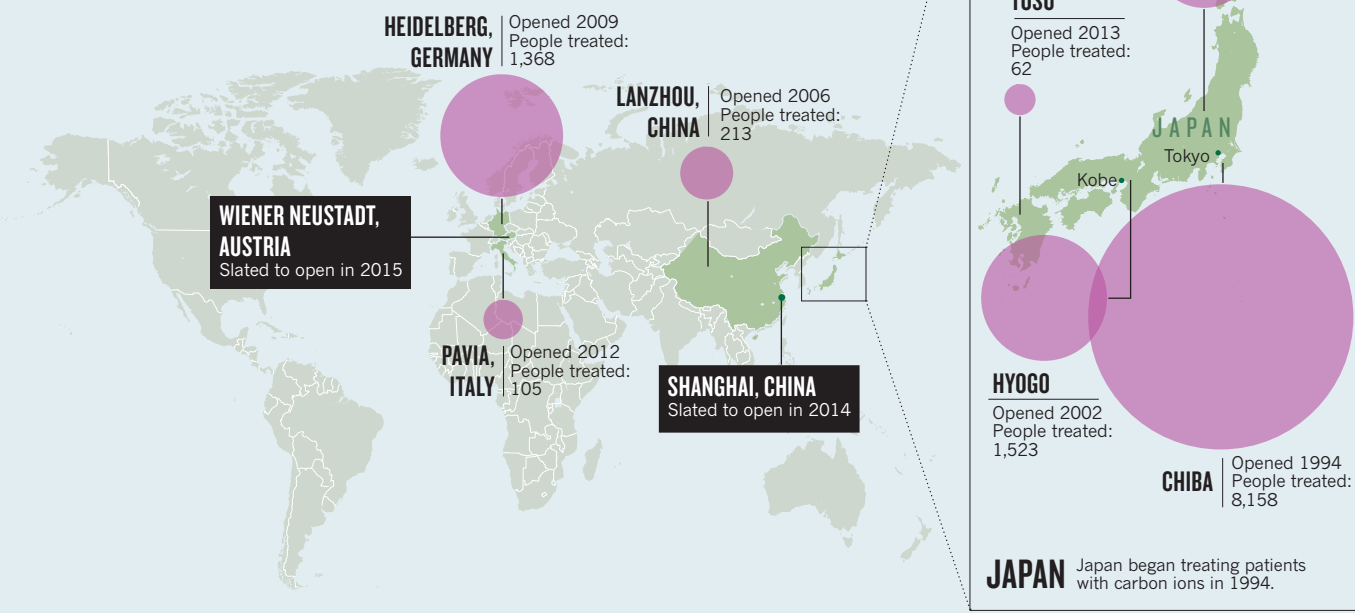 HEIDELBERG,
GERMANY
Opened 2009
People treated:
1,368
LANZHOU,
CHINA
Opened 2006
People treated:
213
WIENER NEUSTADT,
AUSTRIA
Slated to open in 2015
PAVIA,
ITALY
Opened 2012
People treated:
105
SHANGHAI, CHINA
Slated to open in 2014
Opened 2013
People treated:
62
JAPAN
Tokyo
Kobe
HYOGO
Opened 2002
People treated:
1,523
CHIBA
Opened 1994
People treated:
8,158
JAPAN
Japan began treating patients
with carbon ions in 1994.